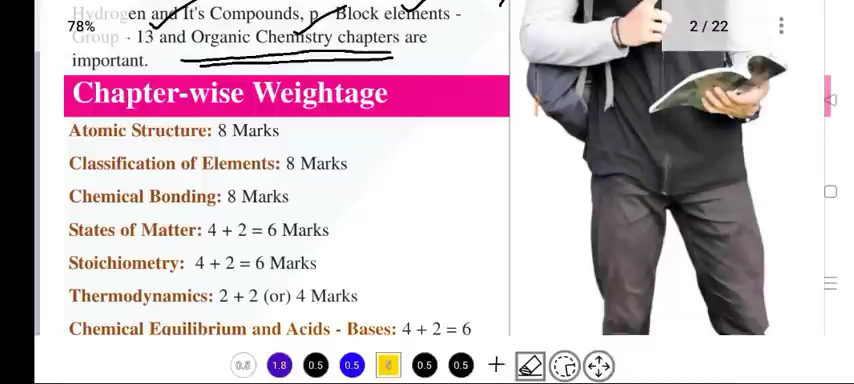 Hydrogen and It's Compounds, p - Block elements -
78%
Group - 13 and Organic Chemistry chapters are
important.
2 / 22
Chapter-wise Weightage
Atomic Structure: 8 Marks
Classification of Elements: 8 Marks
Chemical Bonding: 8 Marks
States of Matter: 4 + 2 = 6 Marks
Stoichiometry: 4 + 2 = 6 Marks
Thermodynamics: 2 + 2 (or) 4 Marks
Chemical Equilibrium and Acids - Bases: 4 + 2 = 6
0.5 1.8 0.5 0.5 5 0.5 0.5